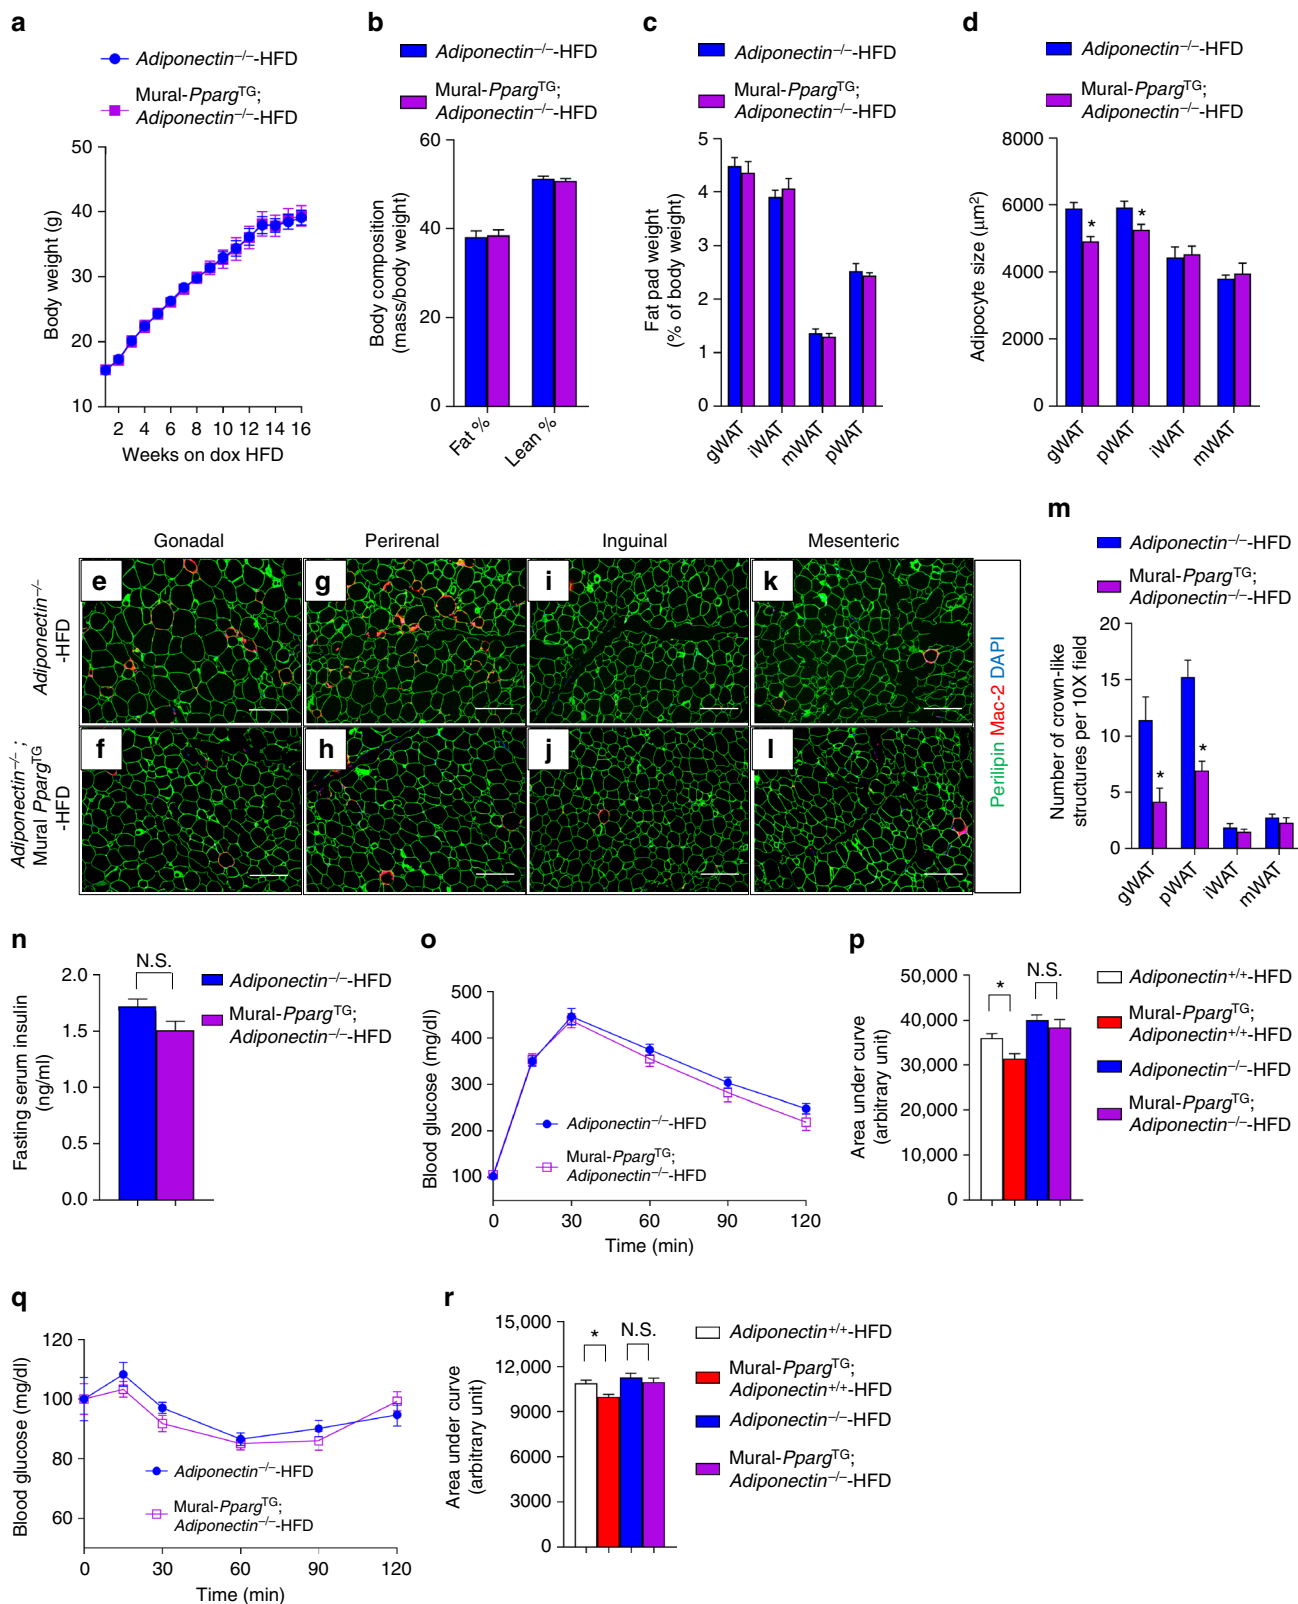 a
Adiponectin–/–-HFD
Mural-PpargTG;
Adiponectin–/–-HFD
Body weight (g)
50
40
30
20
10
2 4 6 8 10 12 14 16
Weeks on dox HFD
b
Adiponectin–/–-HFD
Mural-PpargTG;
Adiponectin–/–-HFD
Body composition
(mass/body weight)
60
40
20
0
Fat %
Lean %
c
Adiponectin–/–-HFD
Mural-PpargTG;
Adiponectin–/–-HFD
Fat pad weight
(% of body weight)
5
4
3
2
1
0
gWAT
iWAT
mWAT
pWAT
d
Adiponectin–/–-HFD
Mural-PpargTG;
Adiponectin–/–-HFD
Adipocyte size (µm2)
8000
6000
4000
2000
0
*
*
gWAT
pWAT
iWAT
mWAT
Gonadal
Perirenal
Inguinal
Mesenteric
Adiponectin–/–
-HFD
e
g
i
k
Adiponectin–/– ;
Mural PpargTG
-HFD
f
h
j
l
Perilipin Mac-2 DAPI
m
Adiponectin–/–-HFD
Mural-PpargTG;
Adiponectin–/–-HFD
Number of crown-like
structures per 10X field
20
15
10
5
0
*
*
gWAT
pWAT
iWAT
mWAT
n
N.S.
Adiponectin–/–-HFD
Mural-PpargTG;
Adiponectin–/–-HFD
Fasting serum insulin
(ng/ml)
2.0
1.5
1.0
0.5
0.0
o
Blood glucose (mg/dl)
500
400
300
200
100
Adiponectin–/–-HFD
Mural-PpargTG;
Adiponectin–/–-HFD
0 30 60 90 120
Time (min)
p
Area under curve
(arbitrary unit)
50,000
40,000
30,000
20,000
10,000
0
*
N.S.
Adiponectin+/+-HFD
Mural-PpargTG;
Adiponectin+/+-HFD
Adiponectin–/–-HFD
Mural-PpargTG;
Adiponectin–/–-HFD
q
Blood glucose (mg/dl)
120
100
80
60
Adiponectin–/–-HFD
Mural-PpargTG;
Adiponectin–/–-HFD
0 30 60 90 120
Time (min)
r
Area under curve
(arbitrary unit)
15,000
12,000
9000
6000
3000
0
*
N.S.
Adiponectin+/+-HFD
Mural-PpargTG;
Adiponectin+/+-HFD
Adiponectin–/–-HFD
Mural-PpargTG;
Adiponectin–/–-HFD